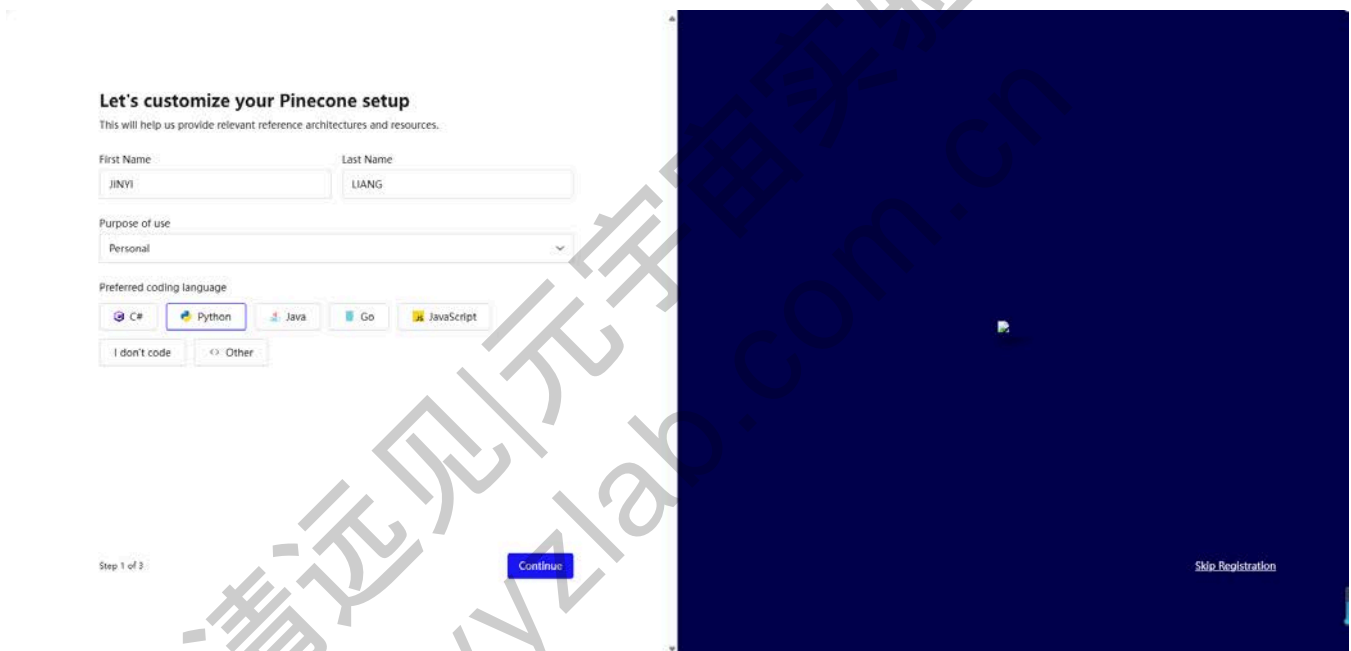 Let's customize your Pinecone setup
This will help us provide relevant reference architectures and resources.
First Name
Last Name
JINYI
LIANG
Purpose of use
Personal
Preferred coding language
C#
Python
Java
Go
JavaScript
I don't code
<> Other
Step 1 of 3
Continue
Skip Registration
清远见|元宇宙实验
yzlab.com.cn